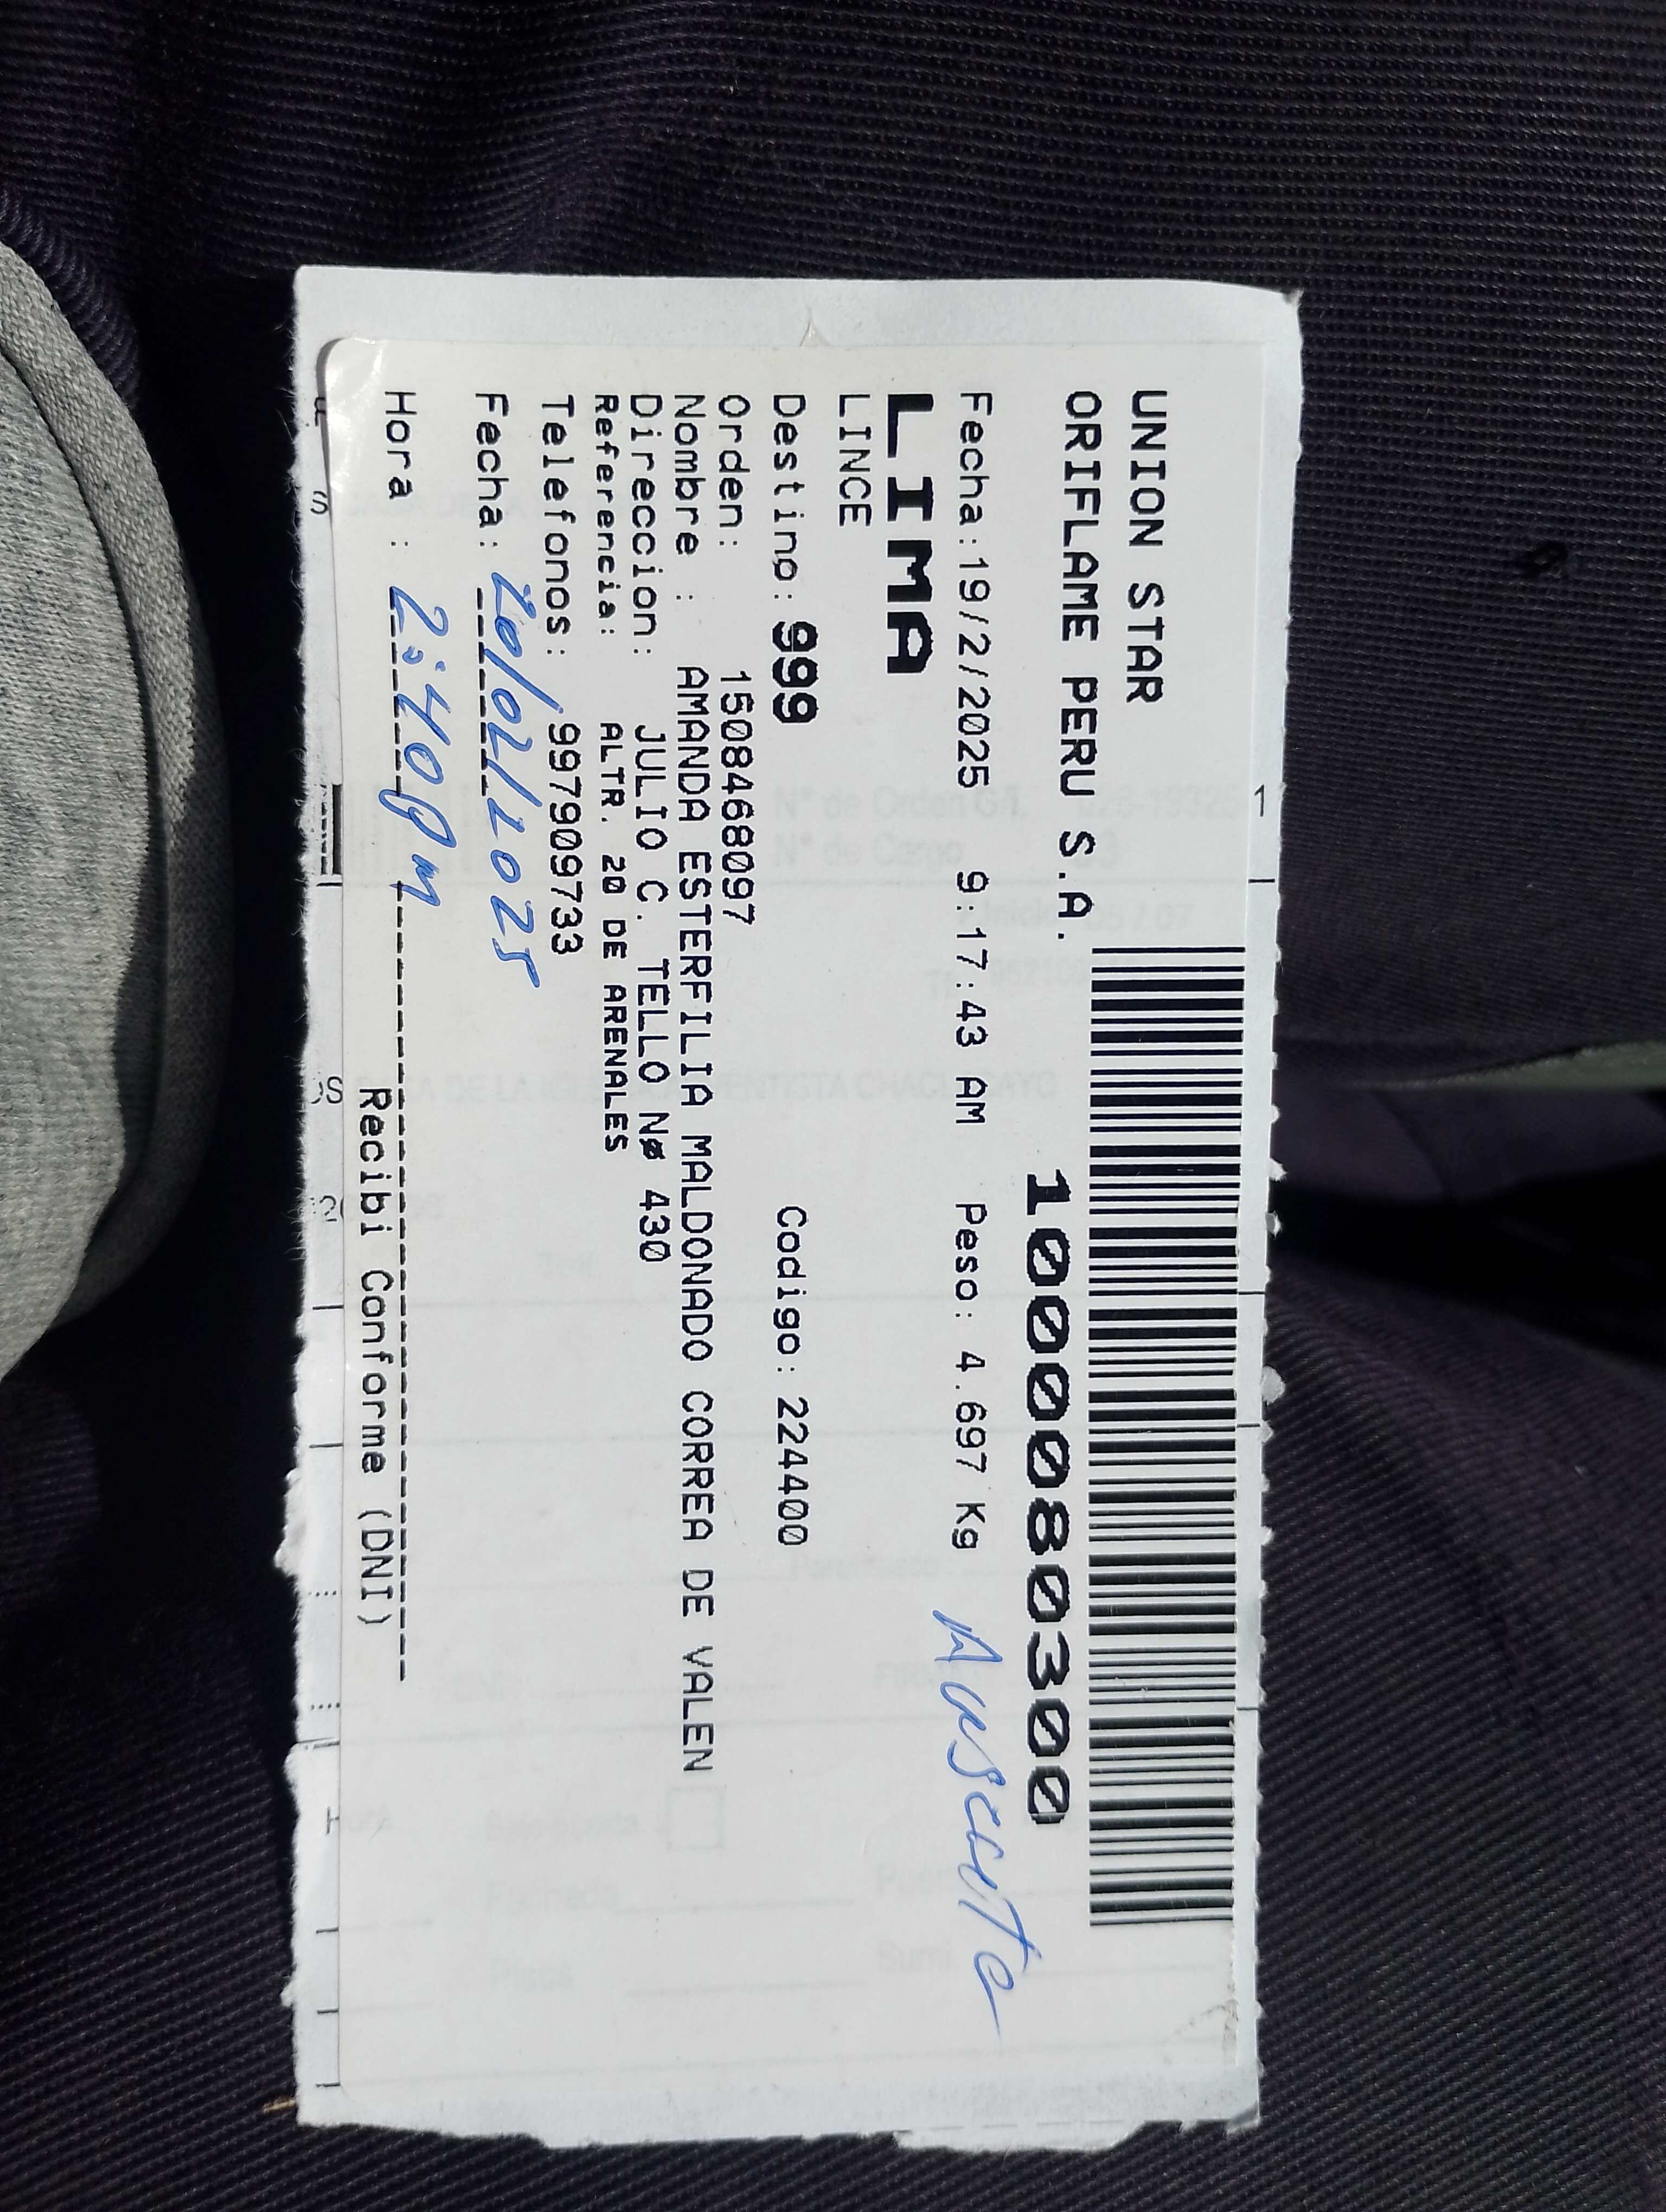 UNION STAR
ORIFLAME PERU S.A.
1000080300
Fecha:19/2/2025 9:17:43 AM Peso: 4.697 Kg
Ausente
LIMA
LINCE
Destino: 999 Codigo: 224400
Orden: 1508468097
Nombre : AMANDA ESTERFILIA MALDONADO CORREA DE VALEN
Direccion: JULIO C. TELLO Nø 430
Referencia: ALTR. 20 DE ARENALES
Telefonos: 997909733
Fecha: 20/02/2025
Hora : 2:40pm
Recibi Conforme (DNI)